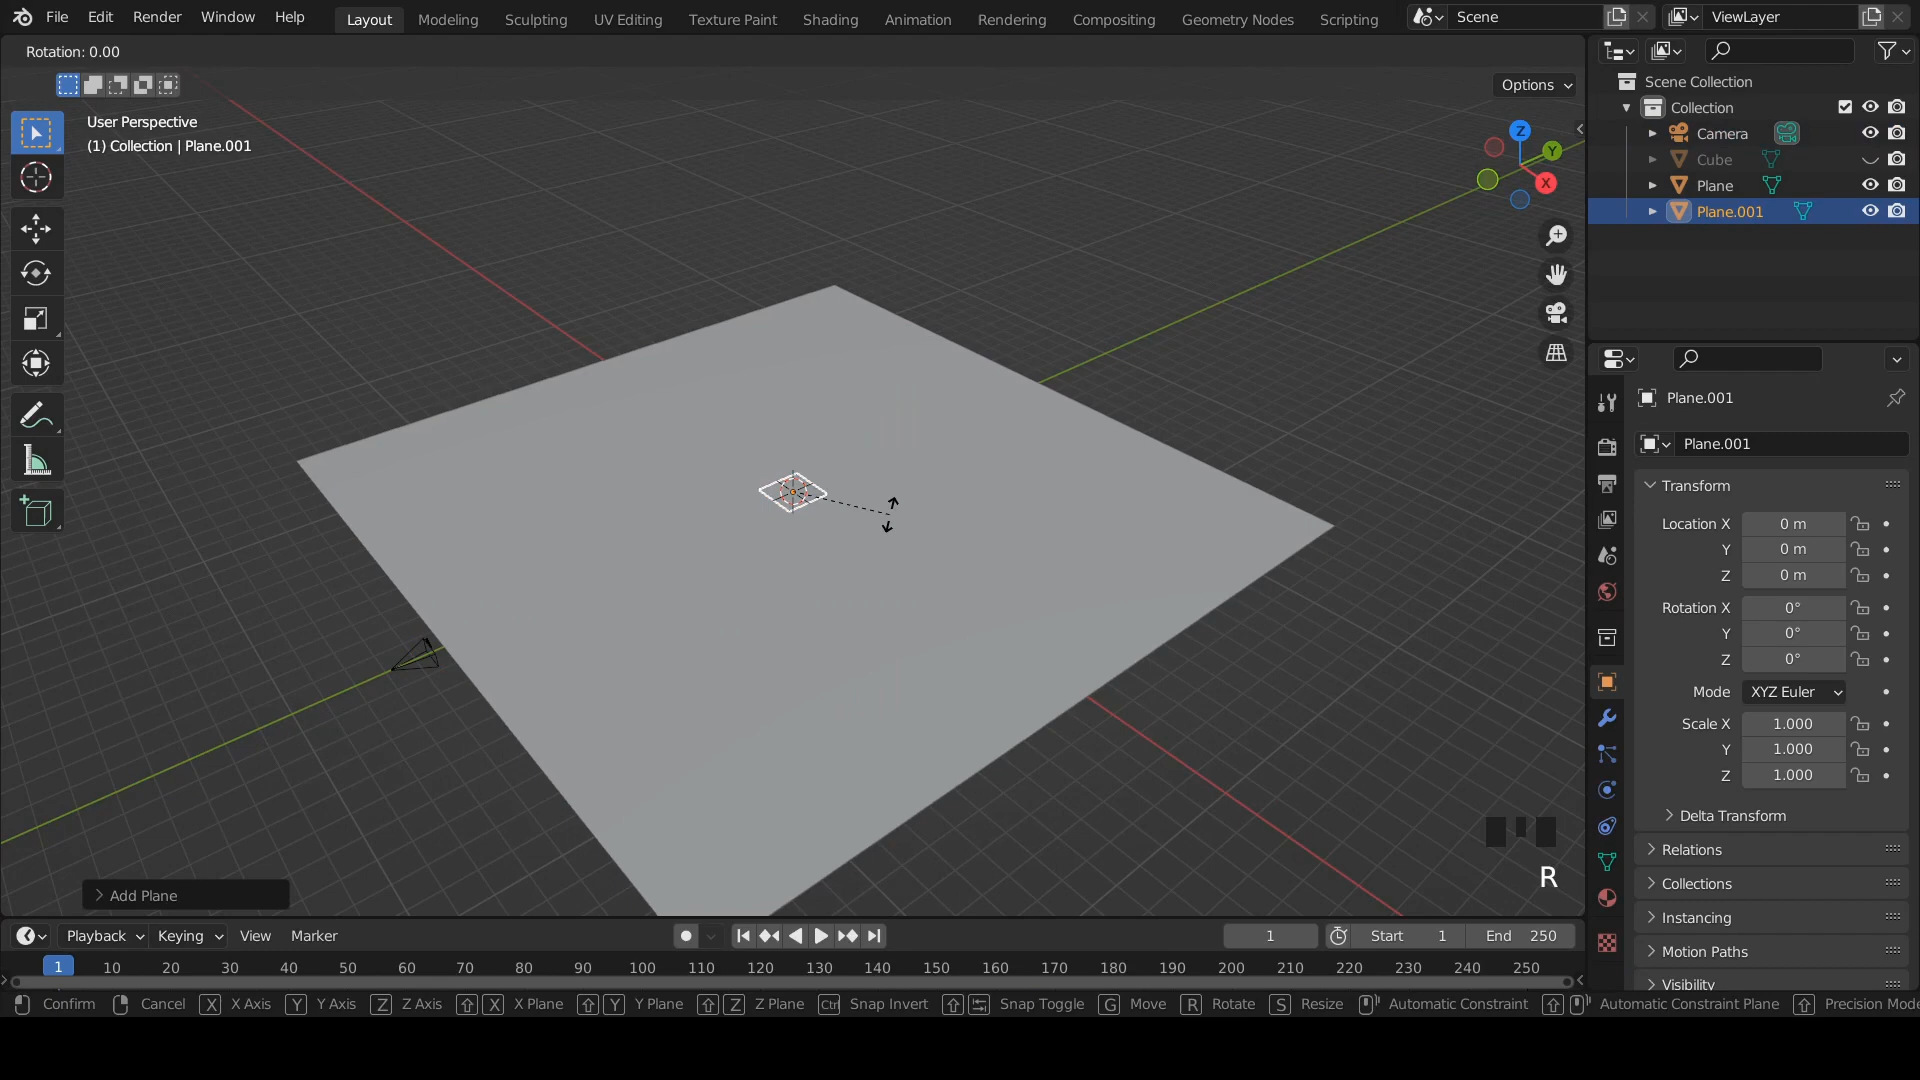 File Edit Render Window Help Layout Modeling Sculpting UV Editing Texture Paint Shading Animation Rendering Compositing Geometry Nodes Scripting Scene ViewLayer
Rotation: 0.00
Options
User Perspective
(1) Collection | Plane.001
Z
Y
X
Scene Collection
Collection
Camera
Cube
Plane
Plane.001
Plane.001
Plane.001
Transform
Location X 0 m
Y 0 m
Z 0 m
Rotation X 0°
Y 0°
Z 0°
Mode XYZ Euler
Scale X 1.000
Y 1.000
Z 1.000
Delta Transform
Relations
Collections
Instancing
Motion Paths
Visibility
R
Add Plane
Playback Keying View Marker 1 Start 1 End 250
1 10 20 30 40 50 60 70 80 90 100 110 120 130 140 150 160 170 180 190 200 210 220 230 240 250
Confirm Cancel X X Axis Y Y Axis Z Z Axis X X Plane Y Y Plane Z Z Plane Ctrl Snap Invert Snap Toggle G Move R Rotate S Resize Automatic Constraint Automatic Constraint Plane Precision Mode